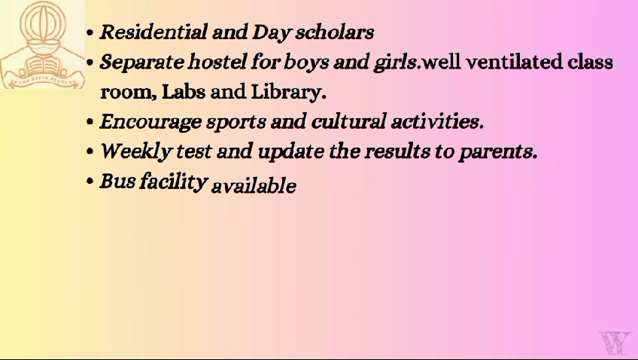 • Residential and Day scholars
• Separate hostel for boys and girls.well ventilated class
room, Labs and Library.
• Encourage sports and cultural activities.
• Weekly test and update the results to parents.
• Bus facility available
W